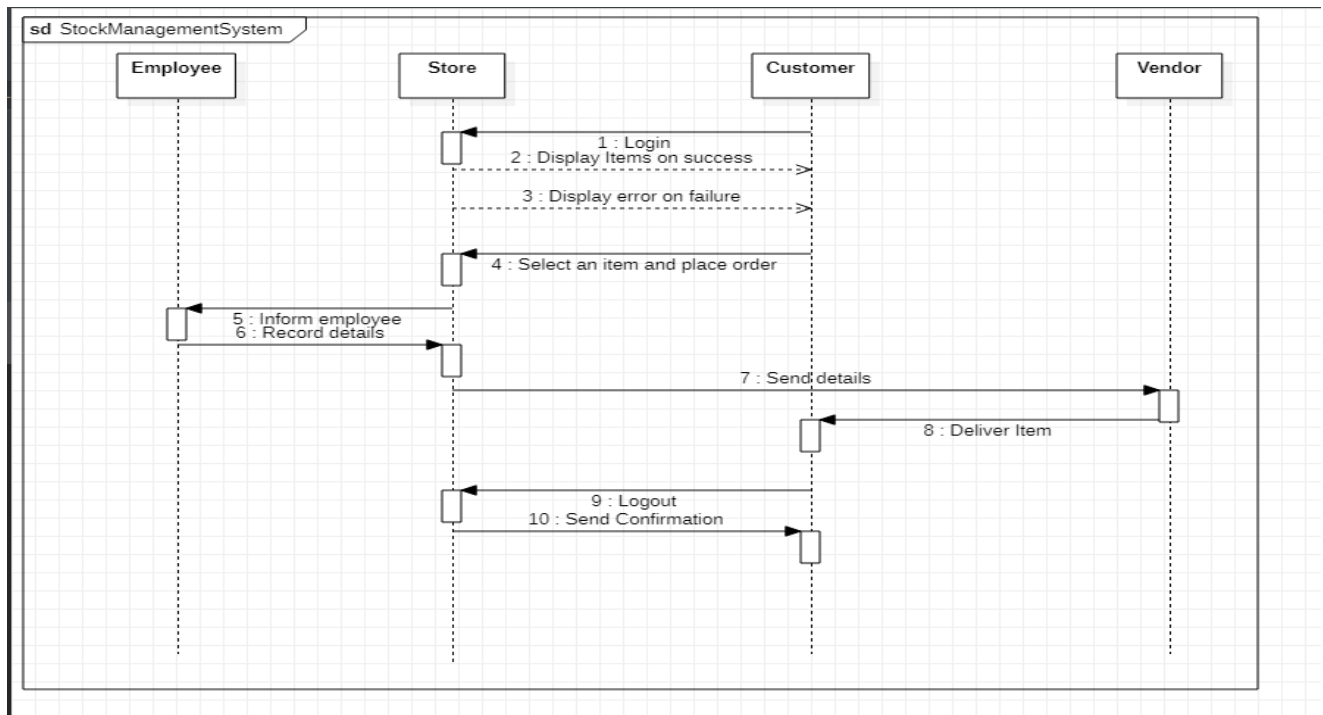 sd StockManagementSystem
Employee
Store
Customer
Vendor
1 : Login
2 : Display Items on success
3 : Display error on failure
4 : Select an item and place order
5 : Inform employee
6 : Record details
7 : Send details
8 : Deliver Item
9 : Logout
10 : Send Confirmation